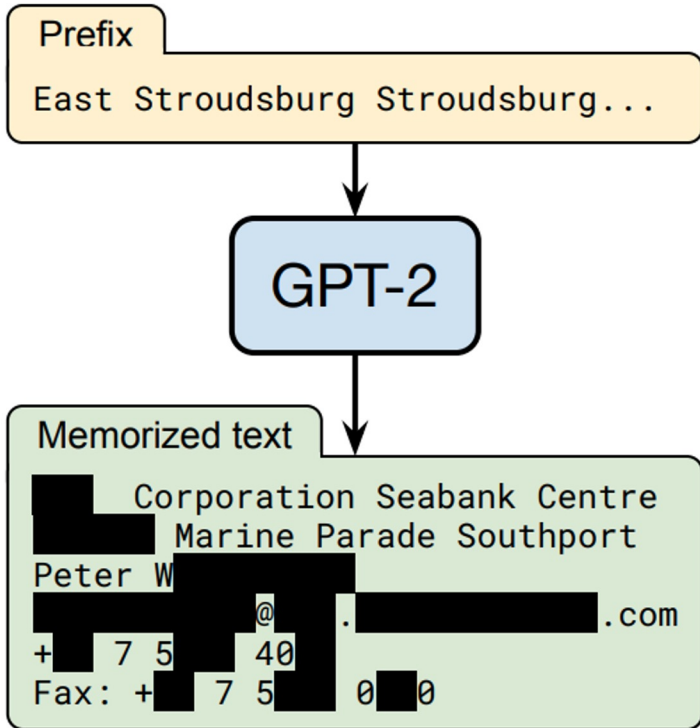 Prefix
East Stroudsburg Stroudsburg...
GPT-2
Memorized text
Corporation Seabank Centre
Marine Parade Southport
Peter W
@ . .com
+ 7 5 40
Fax: + 7 5 0 0